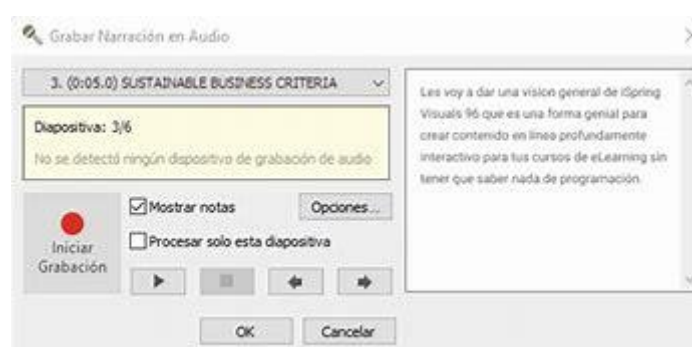 Grabar Narración en Audio
3. (0:05.0) SUSTAINABLE BUSINESS CRITERIA
Diapositiva: 3/6
No se detectó ningún dispositivo de grabación de audio
Iniciar
Grabación
Mostrar notas
Opciones...
Procesar solo esta diapositiva
OK
Cancelar
Les voy a dar una vision general de iSpring
Visuals 96 que es una forma genial para
crear contenido en línea profundamente
interactivo para tus cursos de eLearning sin
tener que saber nada de programación.